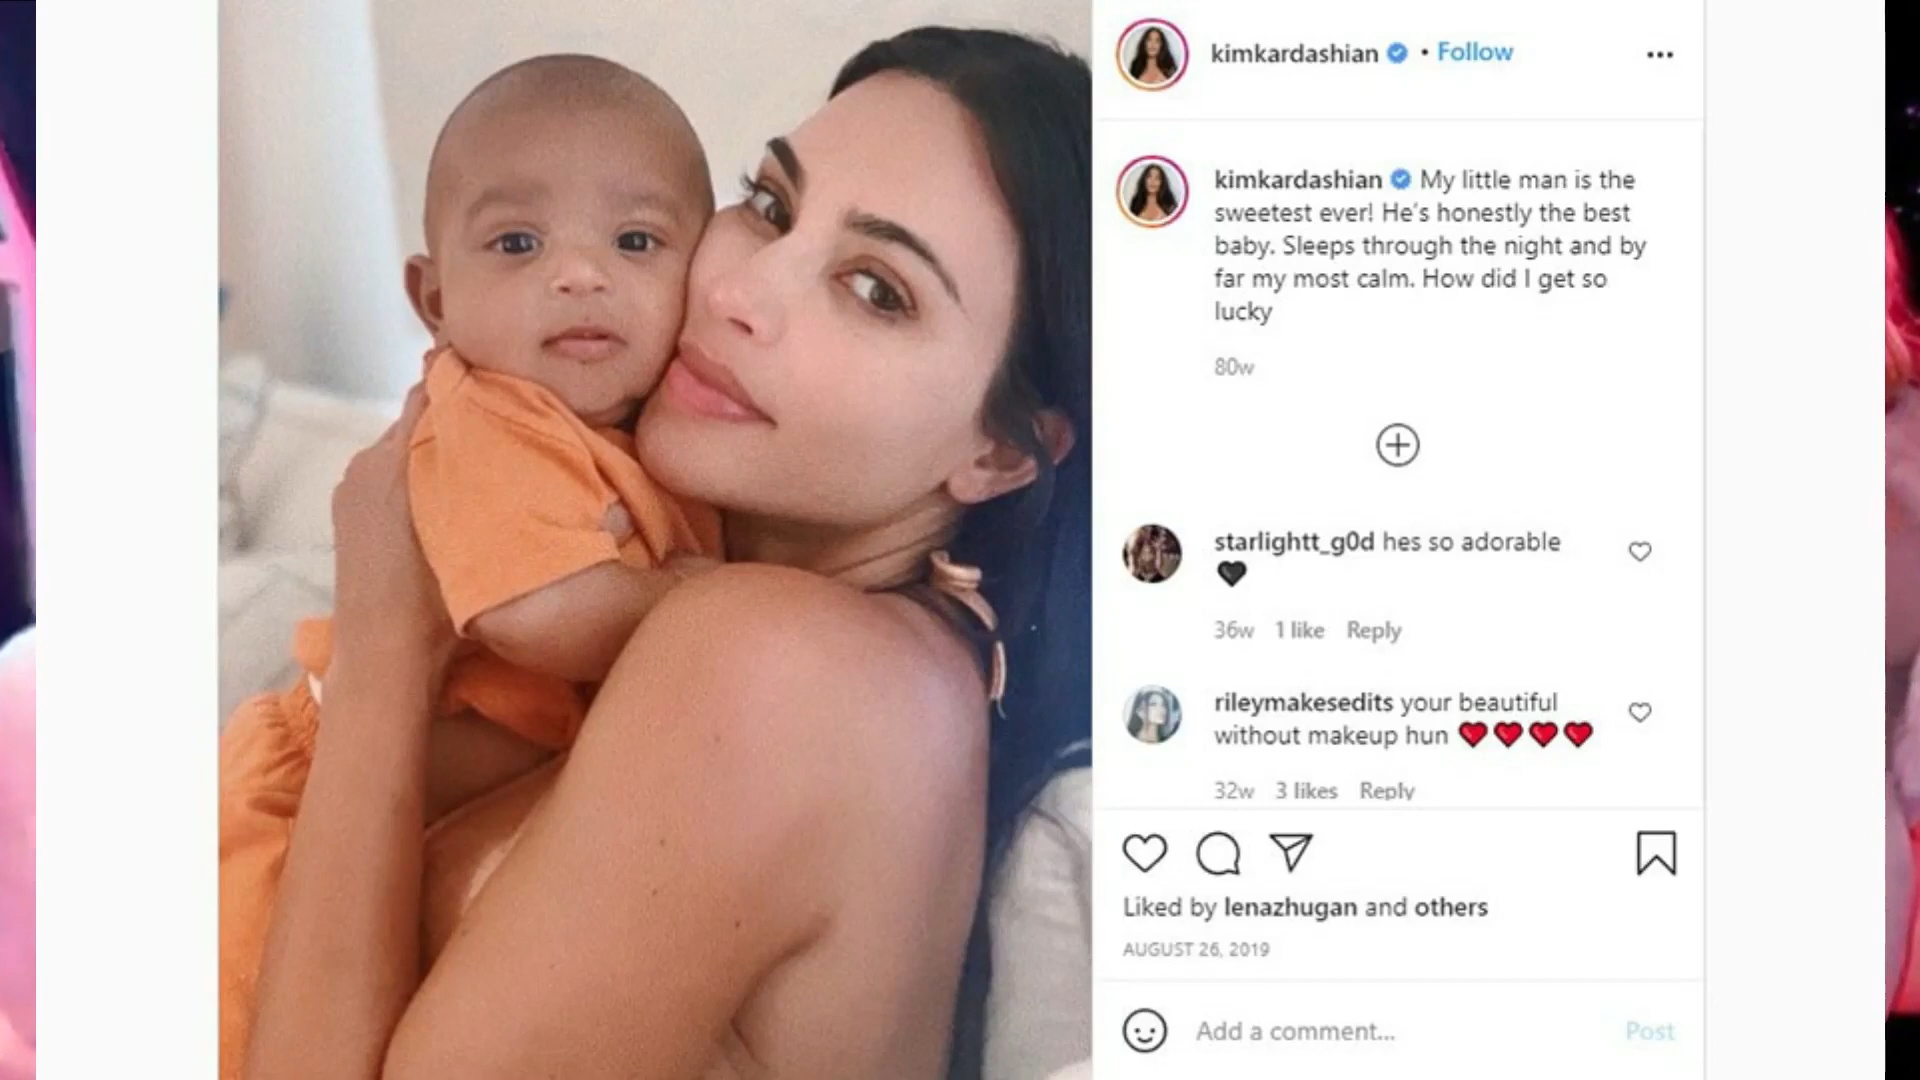 kimkardashian • Follow
kimkardashian My little man is the
sweetest ever! He's honestly the best
baby. Sleeps through the night and by
far my most calm. How did I get so
lucky
80w
starlightt_g0d hes so adorable
🖤
36w 1 like Reply
rileymakesedits your beautiful
without makeup hun ❤️❤️❤️❤️
32w 3 likes Reply
Liked by lenazhugan and others
AUGUST 26, 2019
Add a comment... Post